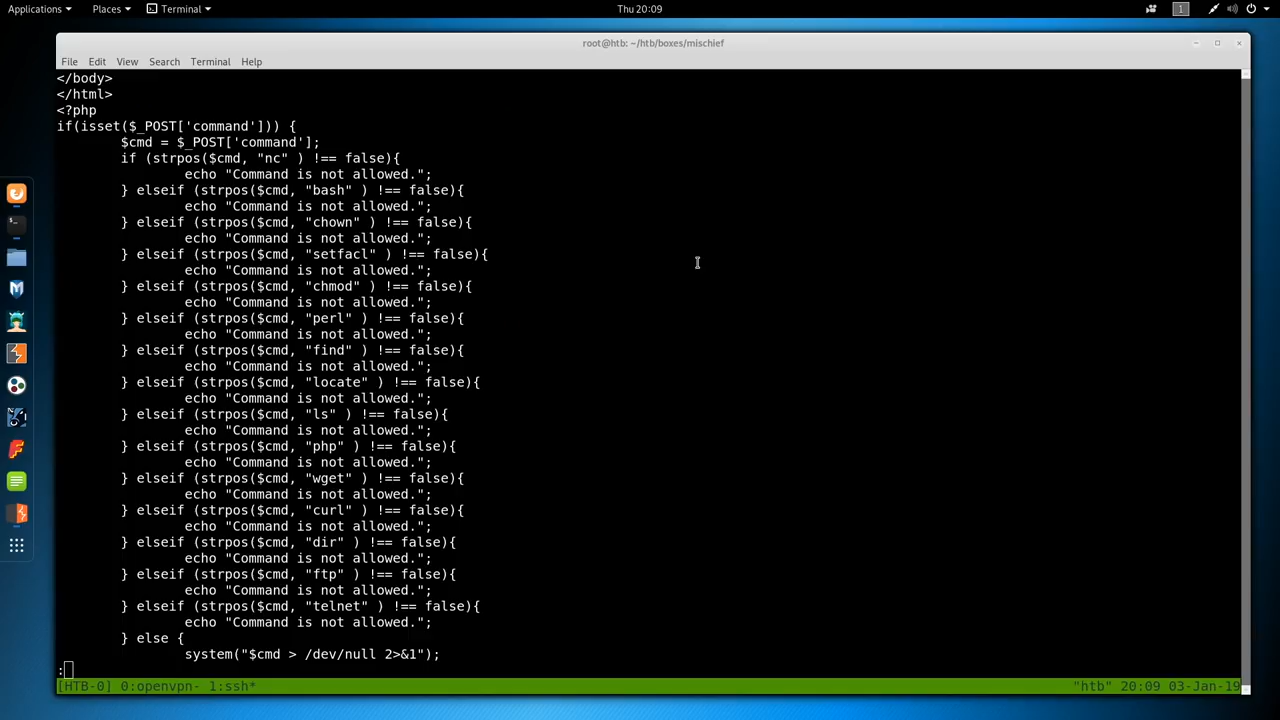 Applications Places Terminal Thu 20:09 1
root@htb: ~/htb/boxes/mischief
File Edit View Search Terminal Help
</body>
</html>
<?php
if(isset($_POST['command'])) {
        $cmd = $_POST['command'];
        if (strpos($cmd, "nc" ) !== false){
                echo "Command is not allowed.";
        } elseif (strpos($cmd, "bash" ) !== false){
                echo "Command is not allowed.";
        } elseif (strpos($cmd, "chown" ) !== false){
                echo "Command is not allowed.";
        } elseif (strpos($cmd, "setfacl" ) !== false){
                echo "Command is not allowed.";
        } elseif (strpos($cmd, "chmod" ) !== false){
                echo "Command is not allowed.";
        } elseif (strpos($cmd, "perl" ) !== false){
                echo "Command is not allowed.";
        } elseif (strpos($cmd, "find" ) !== false){
                echo "Command is not allowed.";
        } elseif (strpos($cmd, "locate" ) !== false){
                echo "Command is not allowed.";
        } elseif (strpos($cmd, "ls" ) !== false){
                echo "Command is not allowed.";
        } elseif (strpos($cmd, "php" ) !== false){
                echo "Command is not allowed.";
        } elseif (strpos($cmd, "wget" ) !== false){
                echo "Command is not allowed.";
        } elseif (strpos($cmd, "curl" ) !== false){
                echo "Command is not allowed.";
        } elseif (strpos($cmd, "dir" ) !== false){
                echo "Command is not allowed.";
        } elseif (strpos($cmd, "ftp" ) !== false){
                echo "Command is not allowed.";
        } elseif (strpos($cmd, "telnet" ) !== false){
                echo "Command is not allowed.";
        } else {
                system("$cmd > /dev/null 2>&1");
:
[HTB-0] 0:openvpn- 1:ssh* "htb" 20:09 03-Jan-19